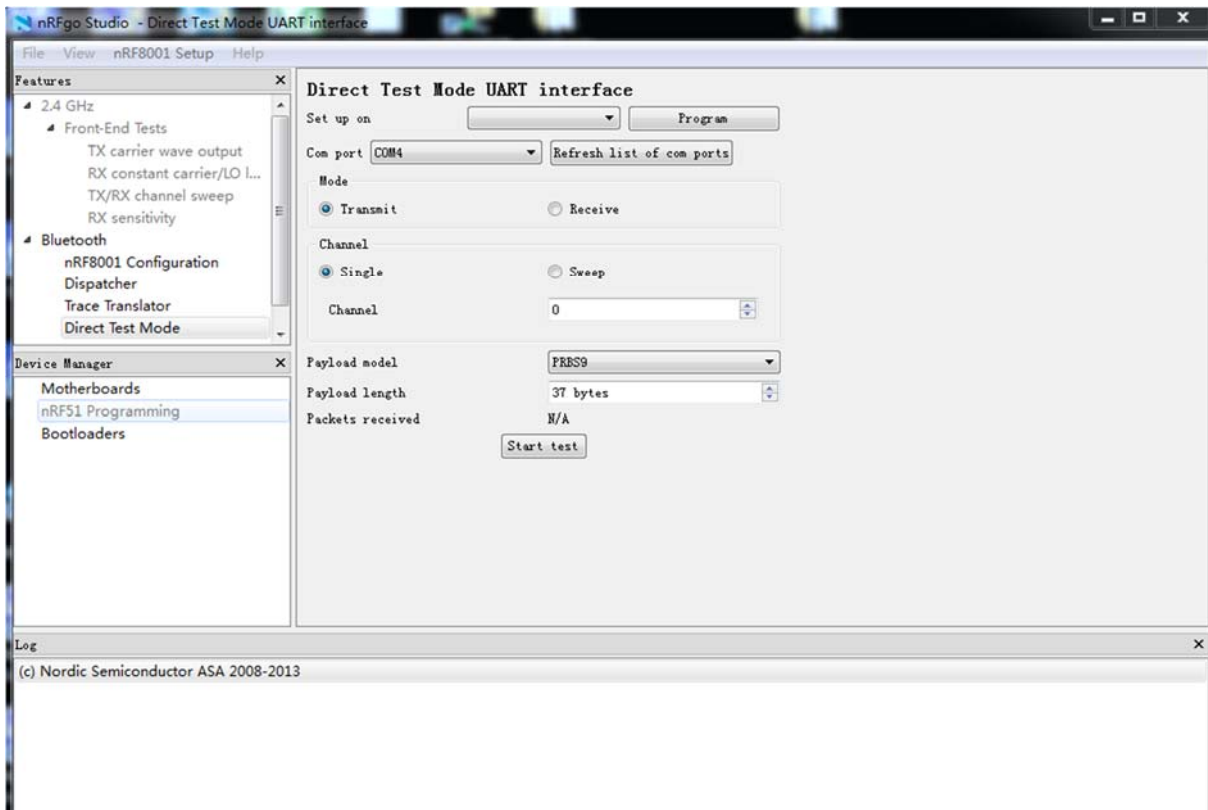 nRFgo Studio - Direct Test Mode UART interface
File View nRF8001 Setup Help
Features
2.4 GHz
Front-End Tests
TX carrier wave output
RX constant carrier/LO l...
TX/RX channel sweep
RX sensitivity
Bluetooth
nRF8001 Configuration
Dispatcher
Trace Translator
Direct Test Mode
Device Manager
Motherboards
nRF51 Programming
Bootloaders
Direct Test Mode UART interface
Set up on Program
Com port COM4 Refresh list of com ports
Mode
Transmit Receive
Channel
Single Sweep
Channel 0
Payload model PRBS9
Payload length 37 bytes
Packets received N/A
Start test
Log
(c) Nordic Semiconductor ASA 2008-2013